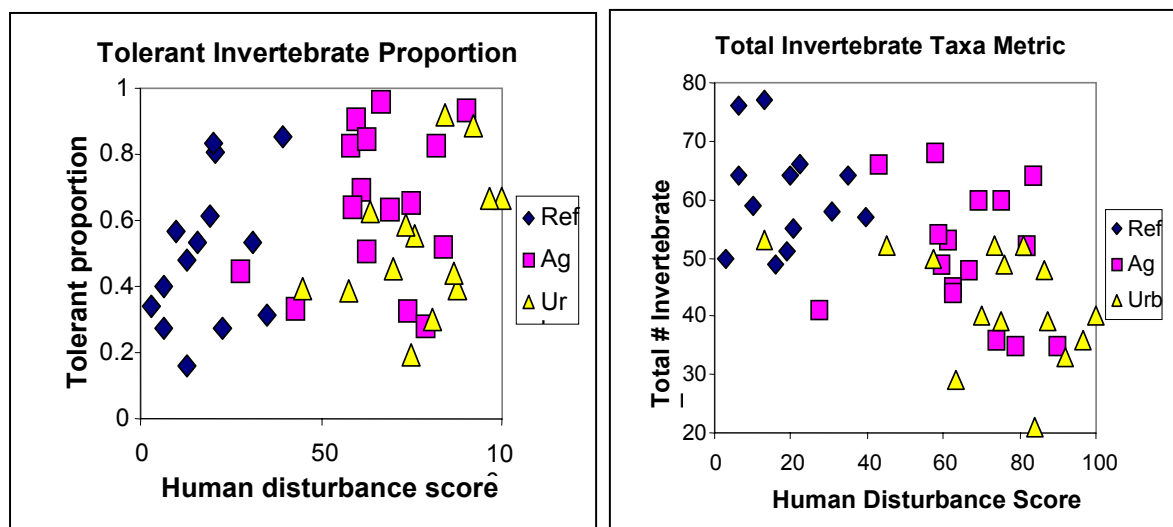 Tolerant Invertebrate Proportion
Tolerant proportion
1
0.8
0.6
0.4
0.2
0
0
50
10
Human disturbance score
Ref
Ag
Ur
Total Invertebrate Taxa Metric
Total # Invertebrate
80
70
60
50
40
30
20
0
20
40
60
80
100
Human Disturbance Score
Ref
Ag
Urb